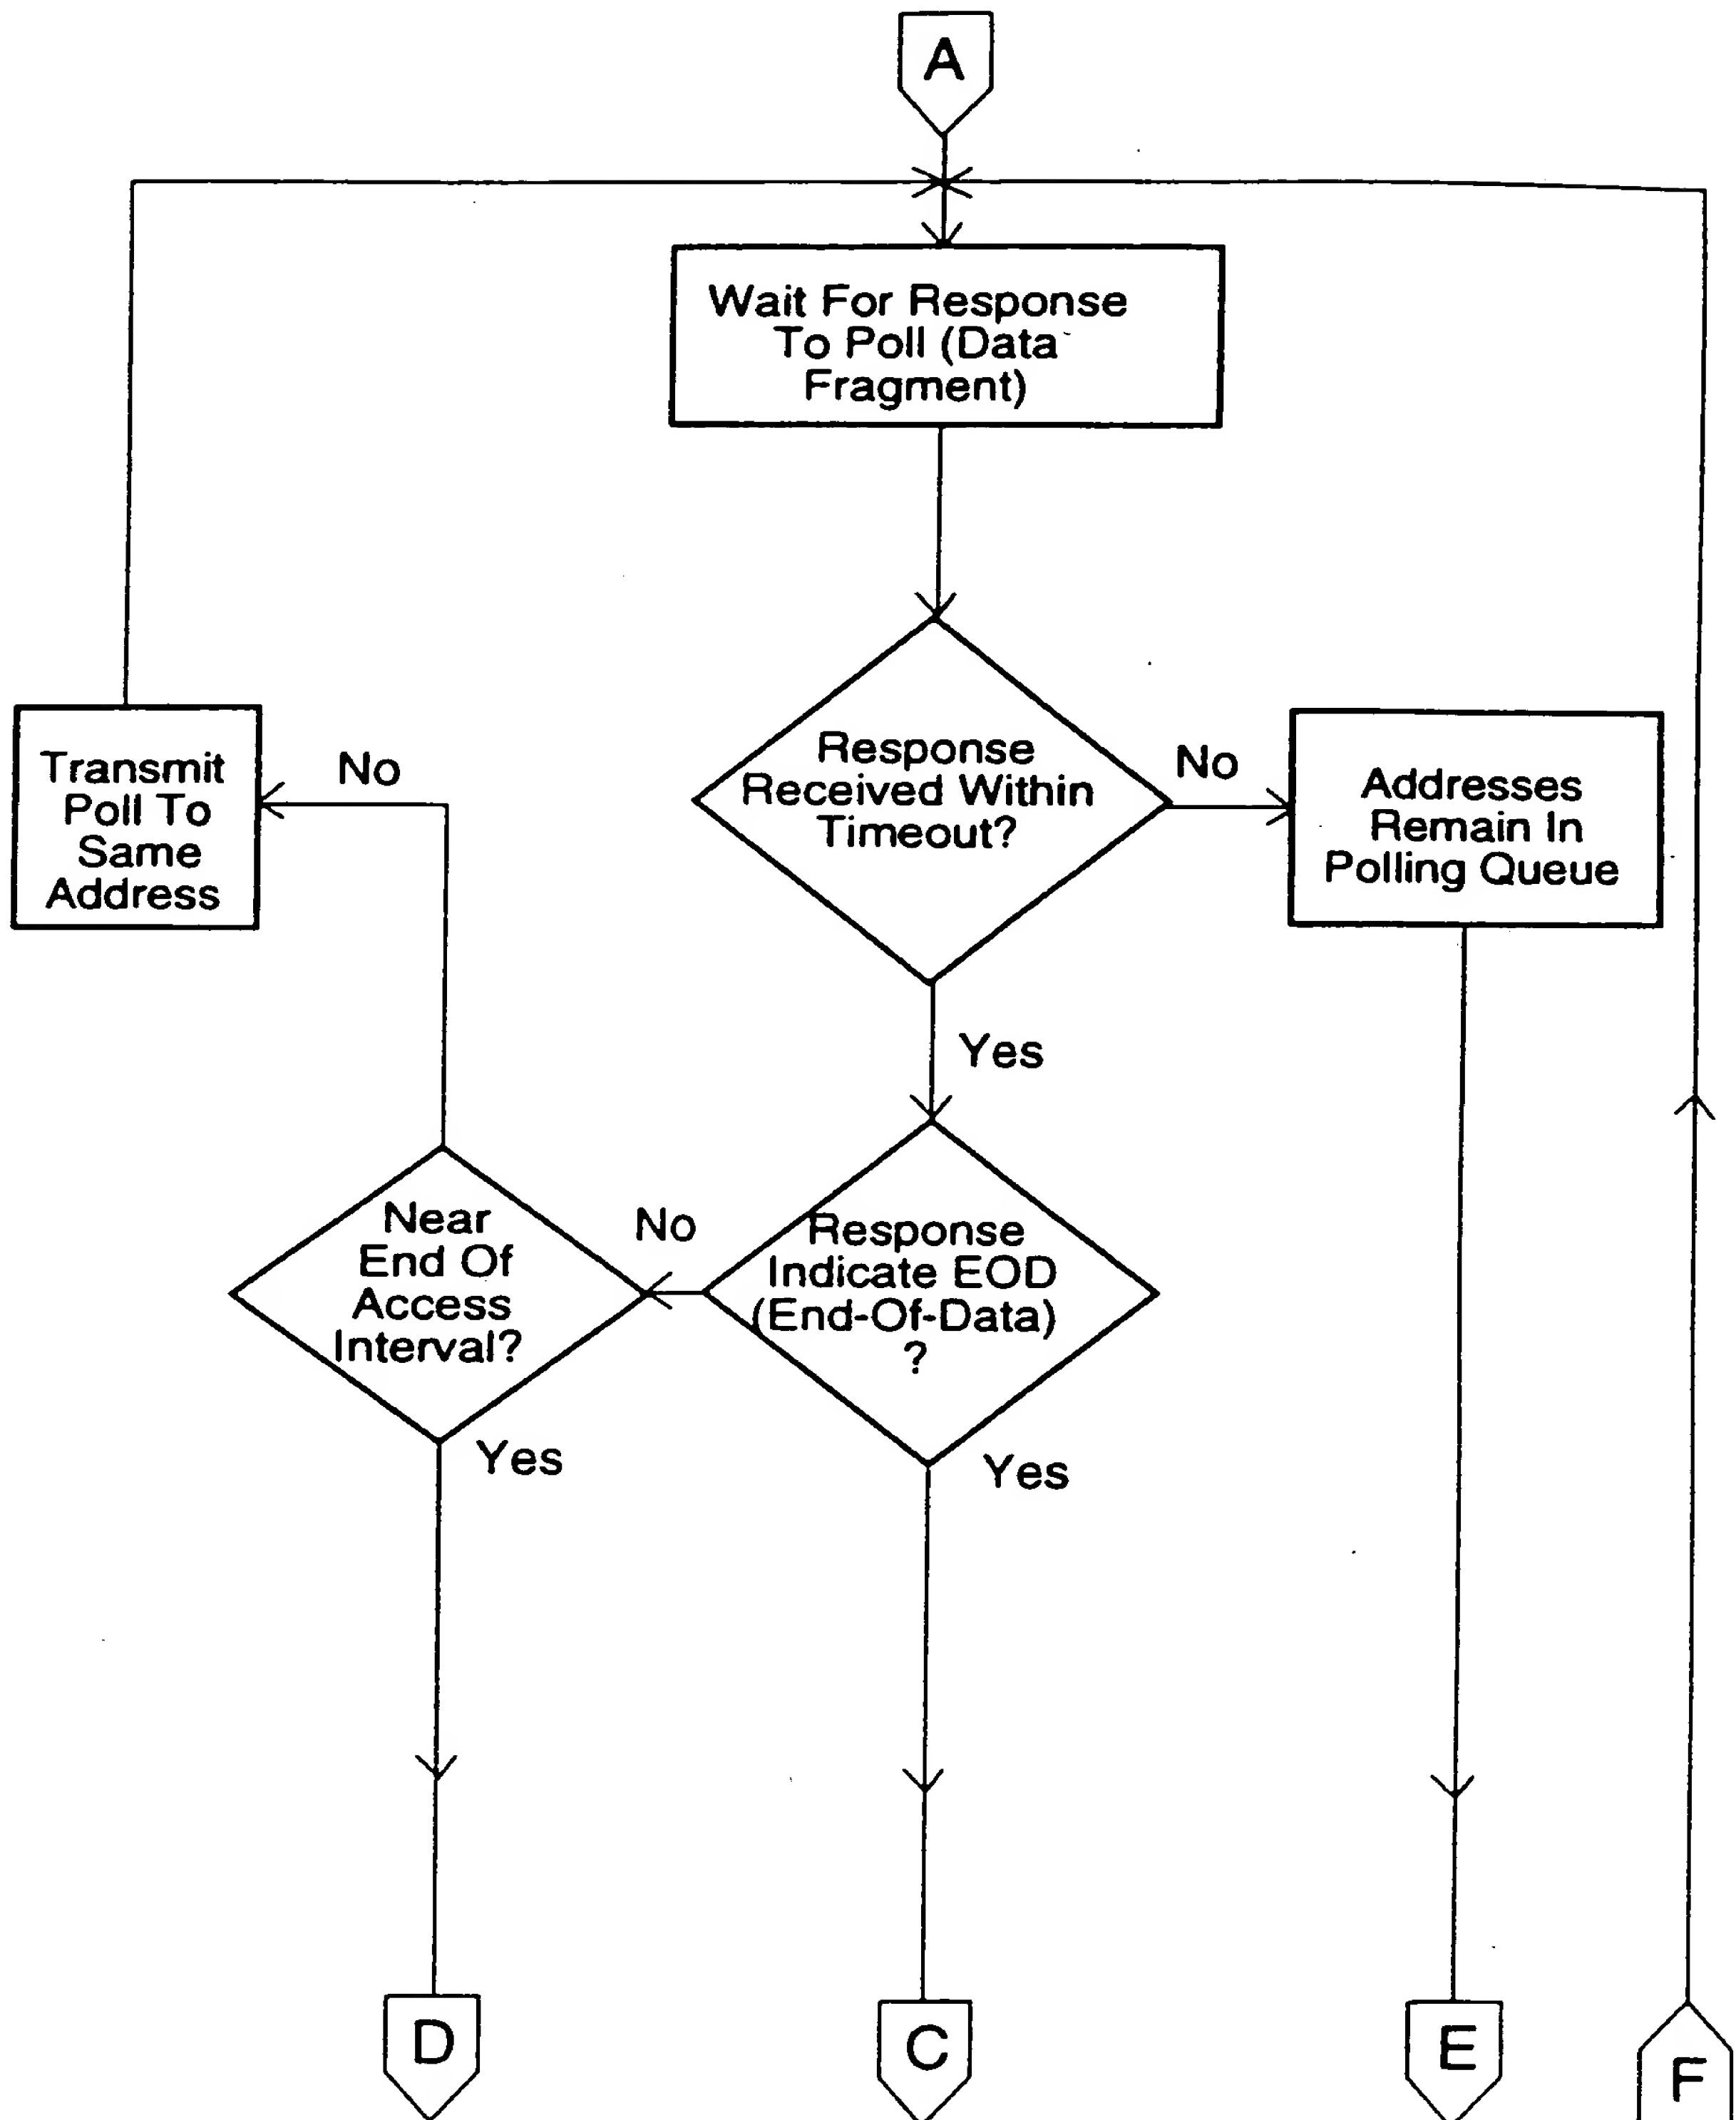 A
Wait For Response
To Poll (Data
Fragment)
Response
Received Within
Timeout?
No
Addresses
Remain In
Polling Queue
Transmit
Poll To
Same
Address
No
Yes
Near
End Of
Access
Interval?
No
Response
Indicate EOD
(End-Of-Data)
?
Yes
Yes
D
C
E
F